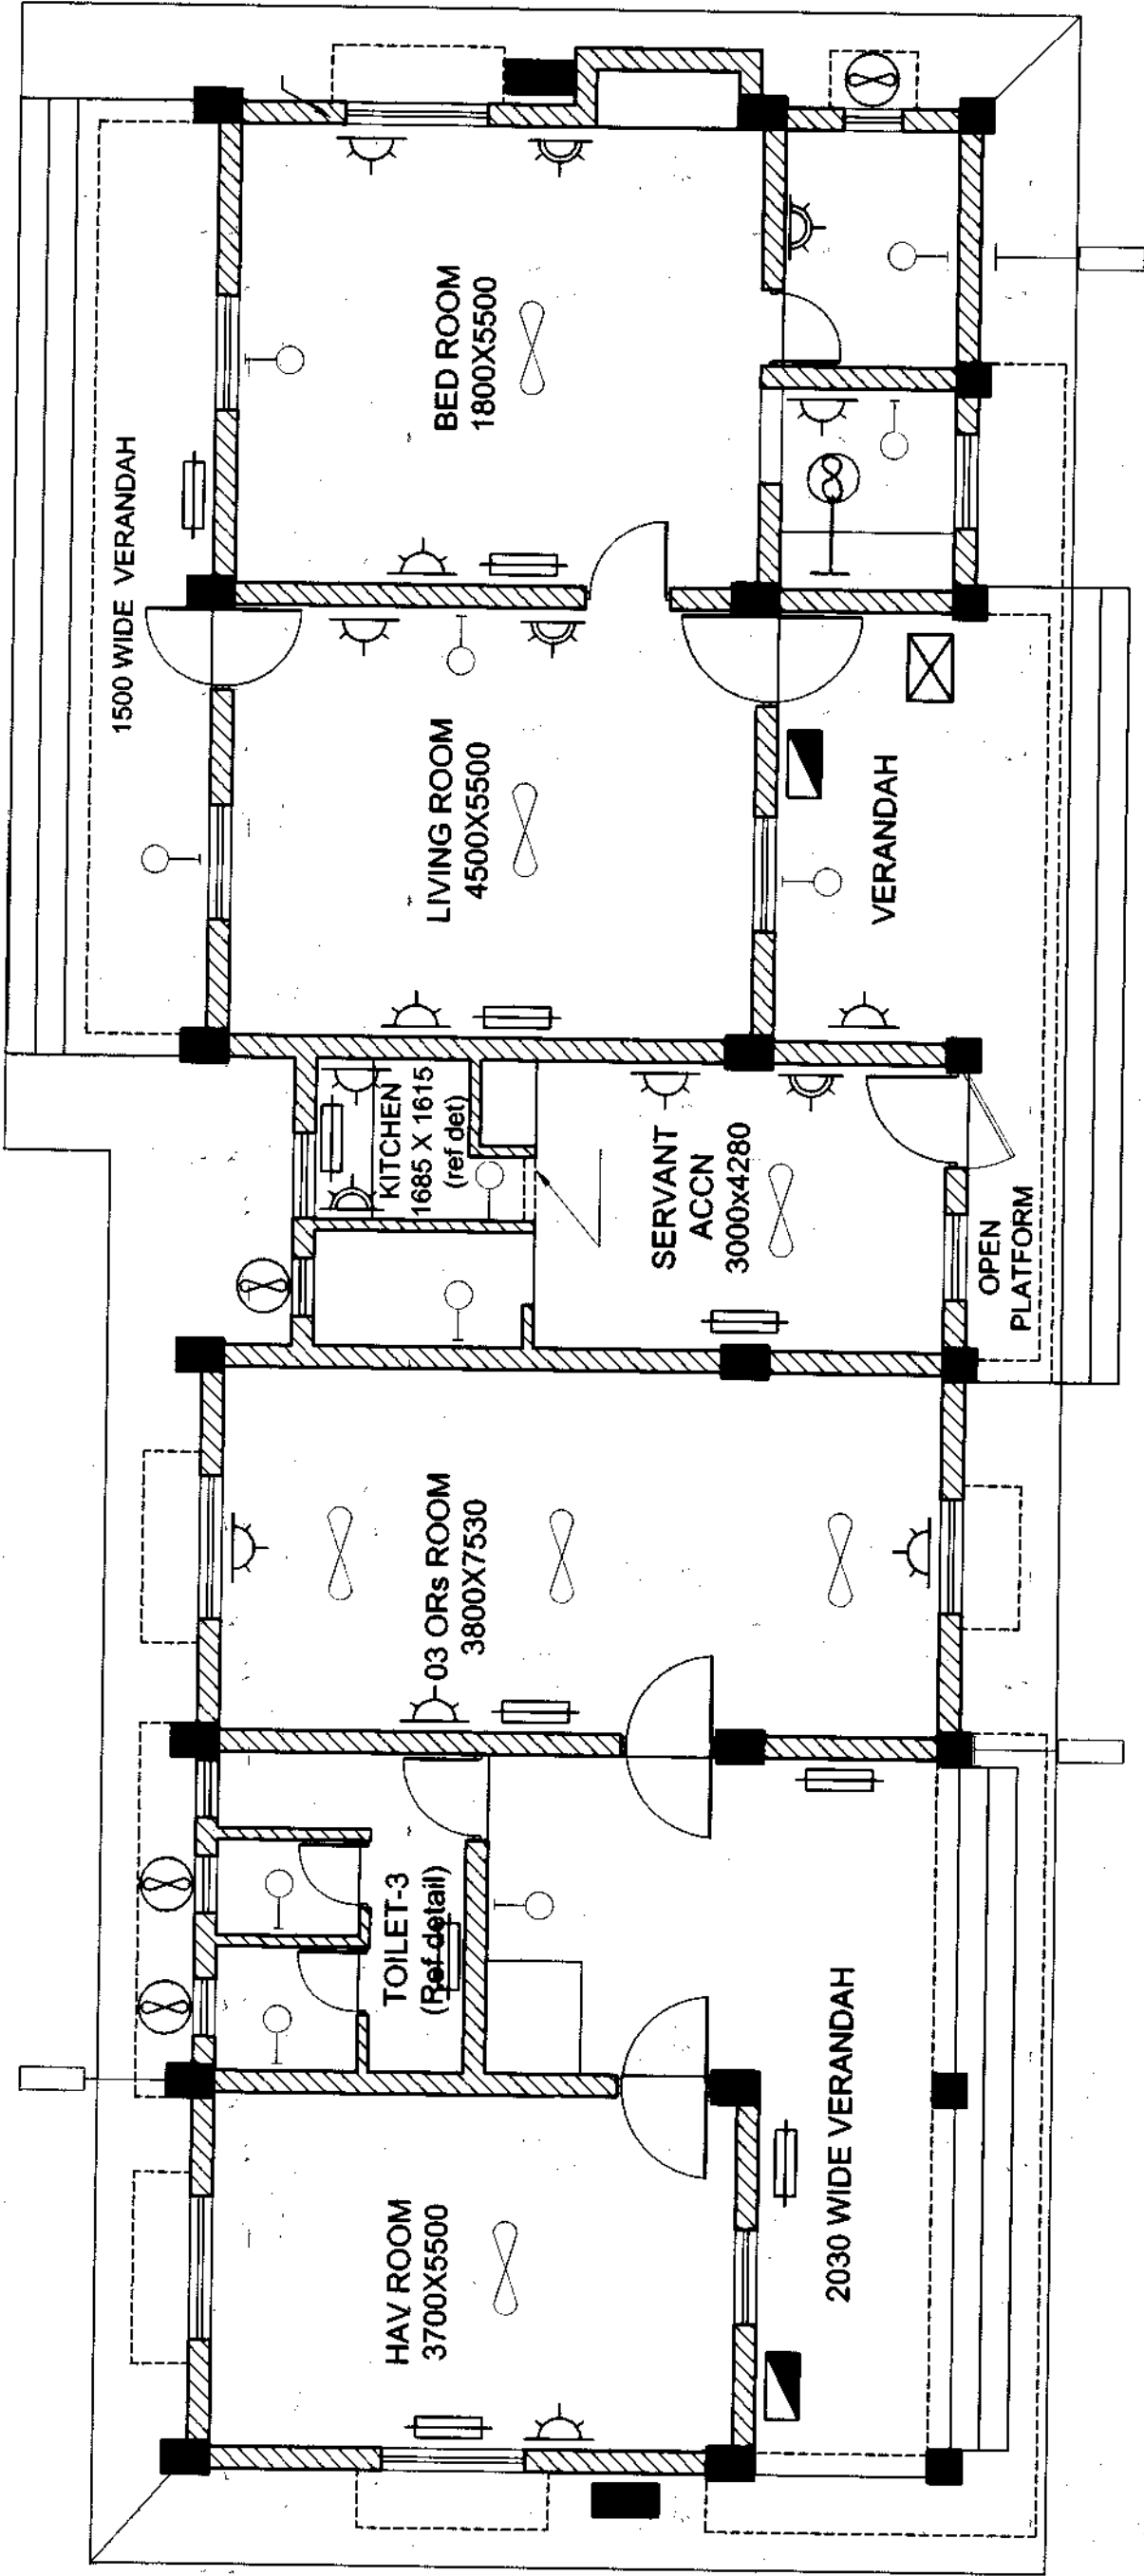 1500 WIDE VERANDAH
BED ROOM
1800X5500
LIVING ROOM
4500X5500
VERANDAH
KITCHEN
1685 X 1615
(ref det)
SERVANT
ACCN
3000x4280
OPEN
PLATFORM
03 ORs ROOM
3800X7530
TOILET-3
(Ref detail)
HAV ROOM
3700X5500
2030 WIDE VERANDAH